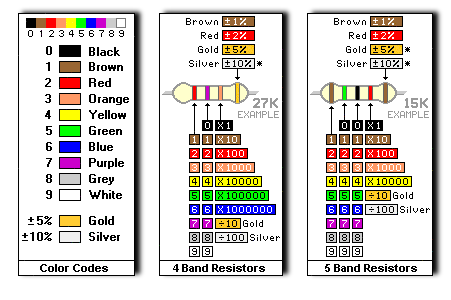 0 1 2 3 4 5 6 7 8 9
0 Black
1 Brown
2 Red
3 Orange
4 Yellow
5 Green
6 Blue
7 Purple
8 Grey
9 White
±5% Gold
±10% Silver
Color Codes
Brown ±1%
Red ±2%
Gold ±5%
Silver ±10% *
27K
EXAMPLE
0 X1
1 1 X10
2 2 X100
3 3 X1000
4 4 X10000
5 5 X100000
6 6 X1000000
7 7 ÷10 Gold
8 8 ÷100 Silver
9 9
4 Band Resistors
Brown ±1%
Red ±2%
Gold ±5% *
Silver ±10% *
15K
EXAMPLE
0 0 X1
1 1 1 X10
2 2 2 X100
3 3 3 X1000
4 4 4 X10000
5 5 5 ÷10 Gold
6 6 6 ÷100 Silver
7 7 7
8 8 8
9 9 9
5 Band Resistors